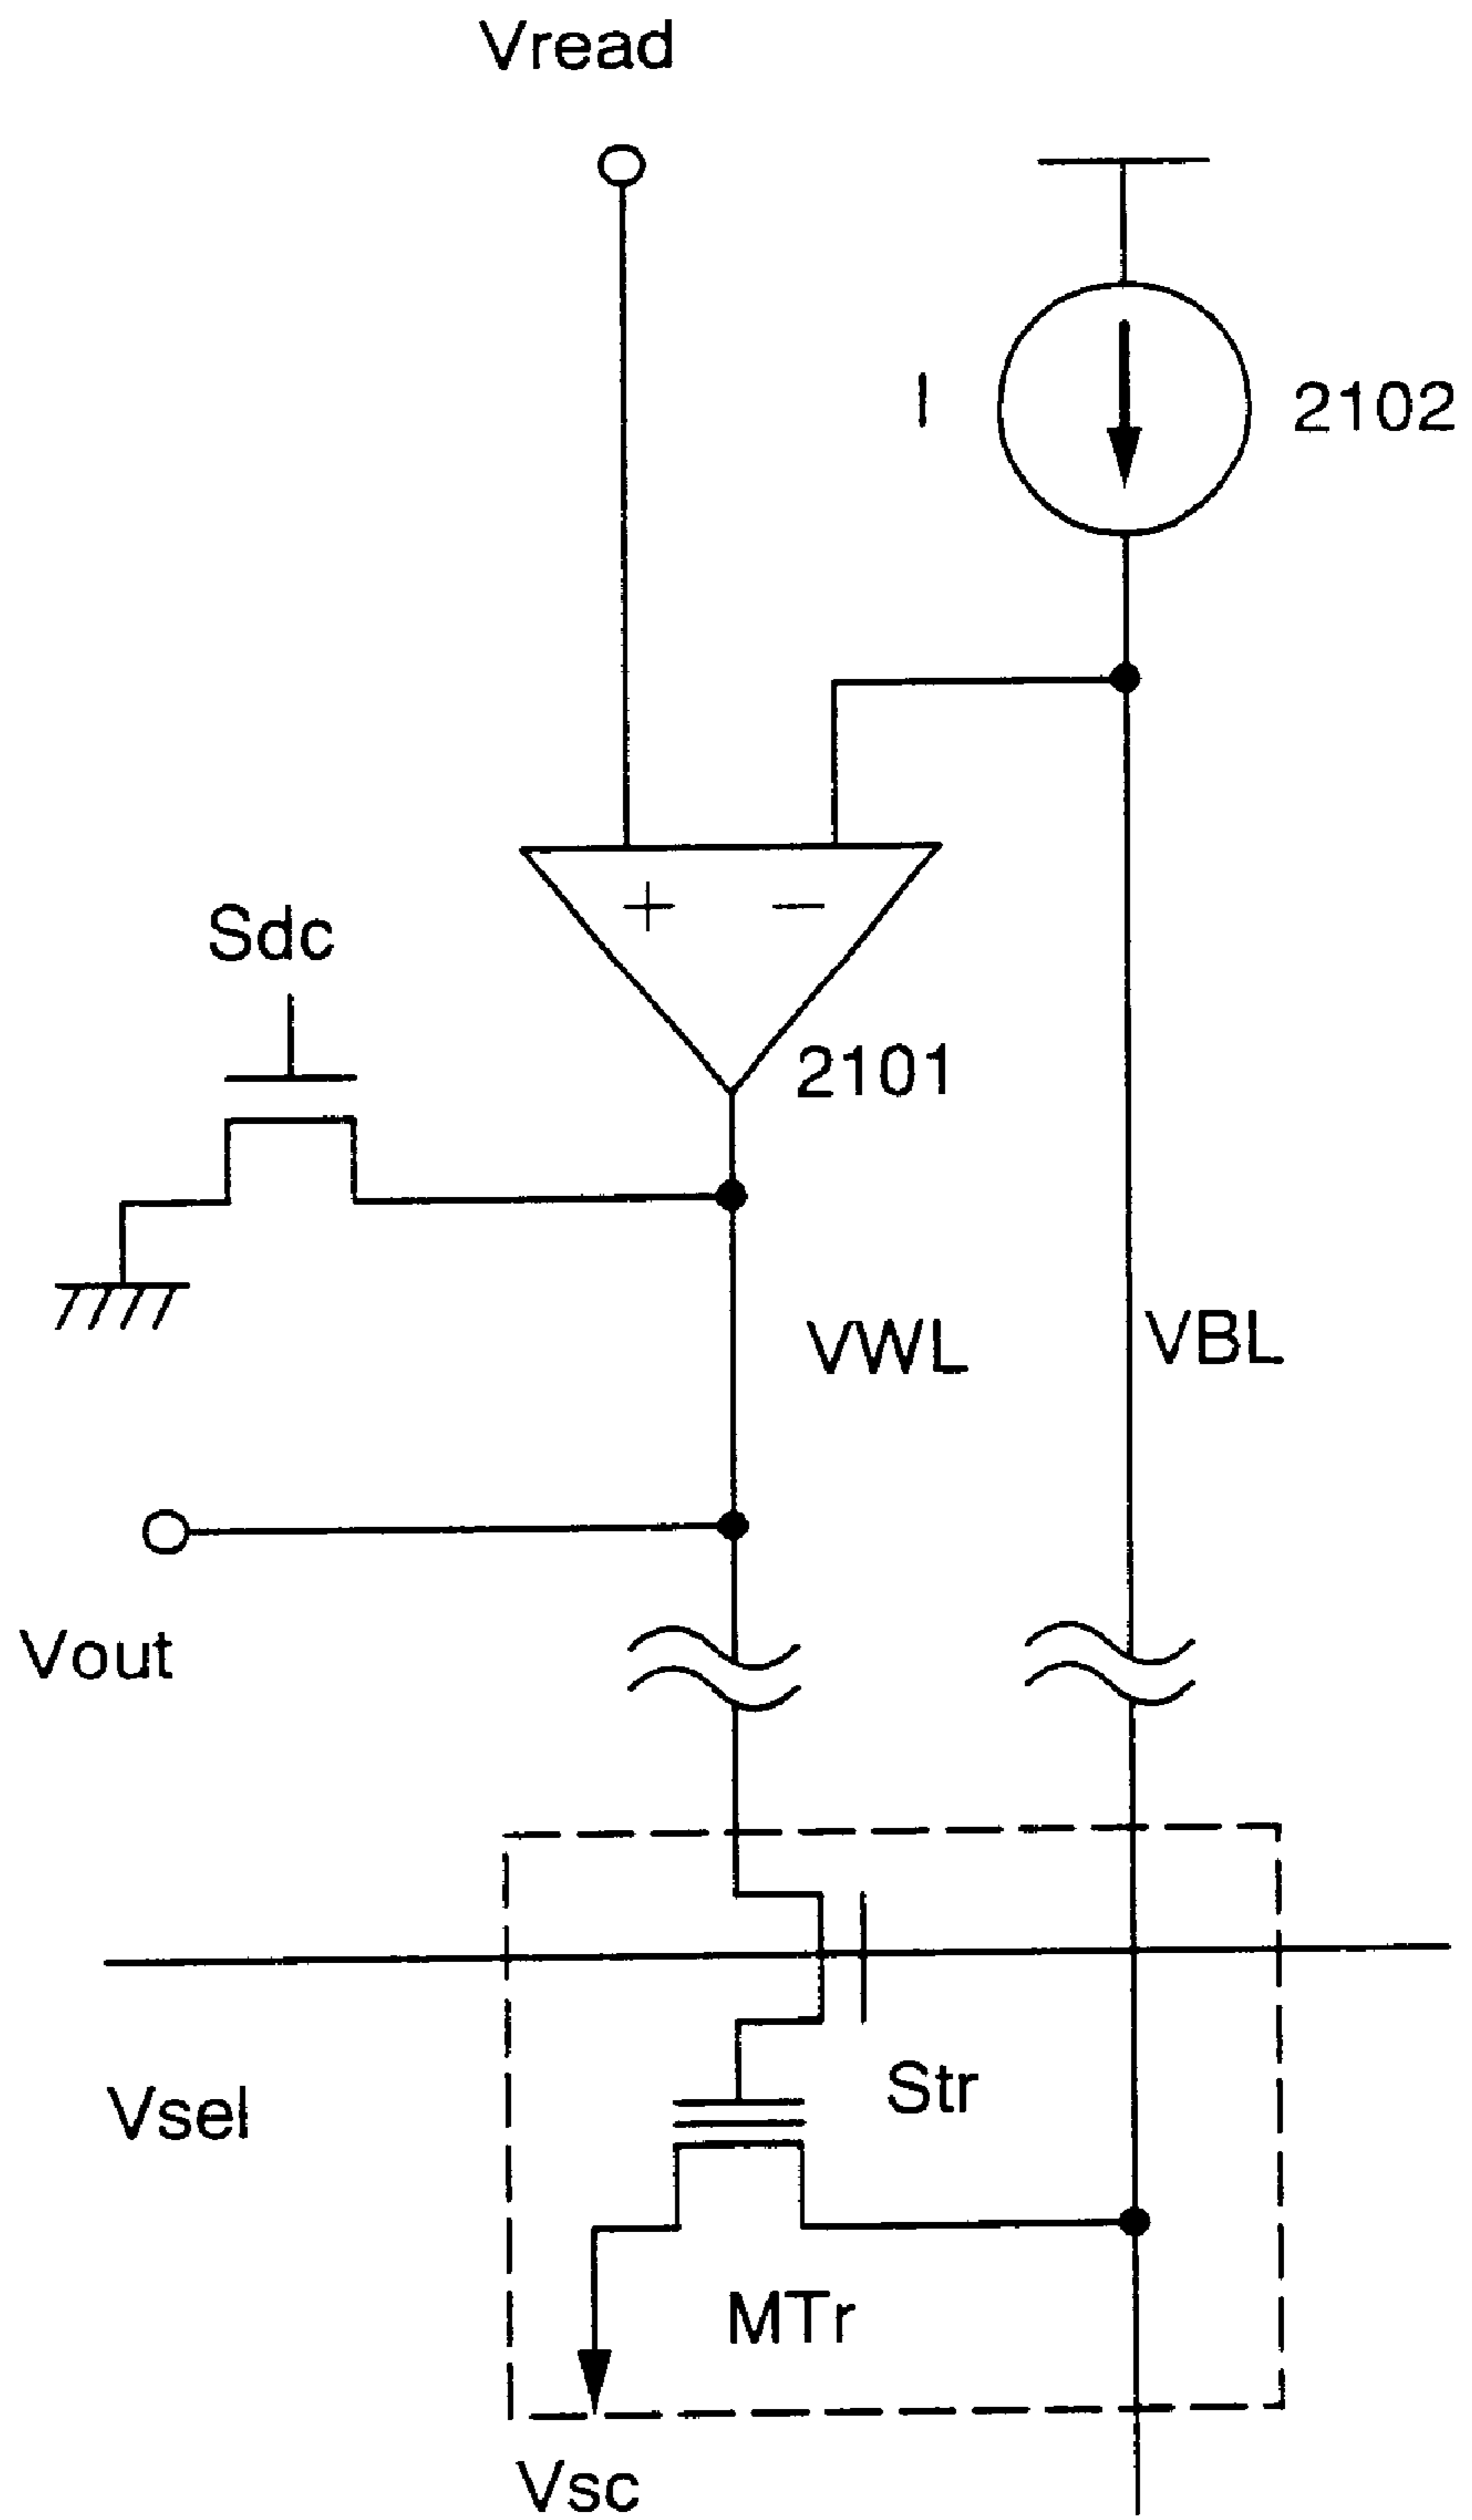 Vread
I
2102
Sdc
+
−
2101
VWL
VBL
Vout
Vsel
Str
MTr
Vsc